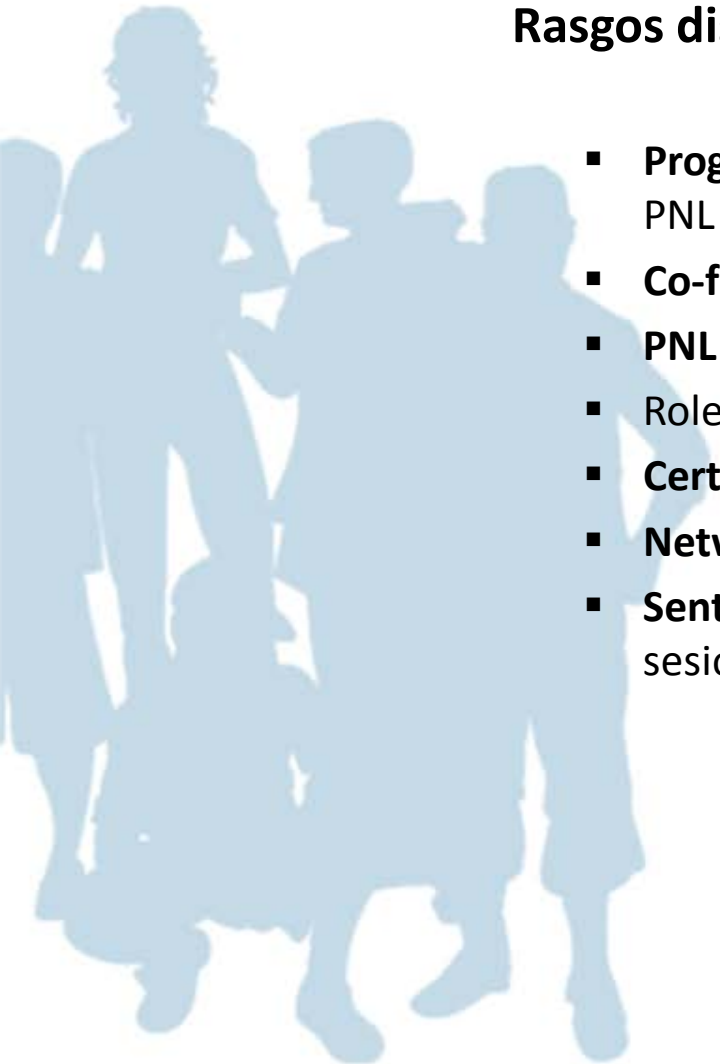 Rasgos di
▪ Prog
PNL
▪ Co-f
▪ PNL
▪ Role
▪ Cert
▪ Netw
▪ Sent
sesio